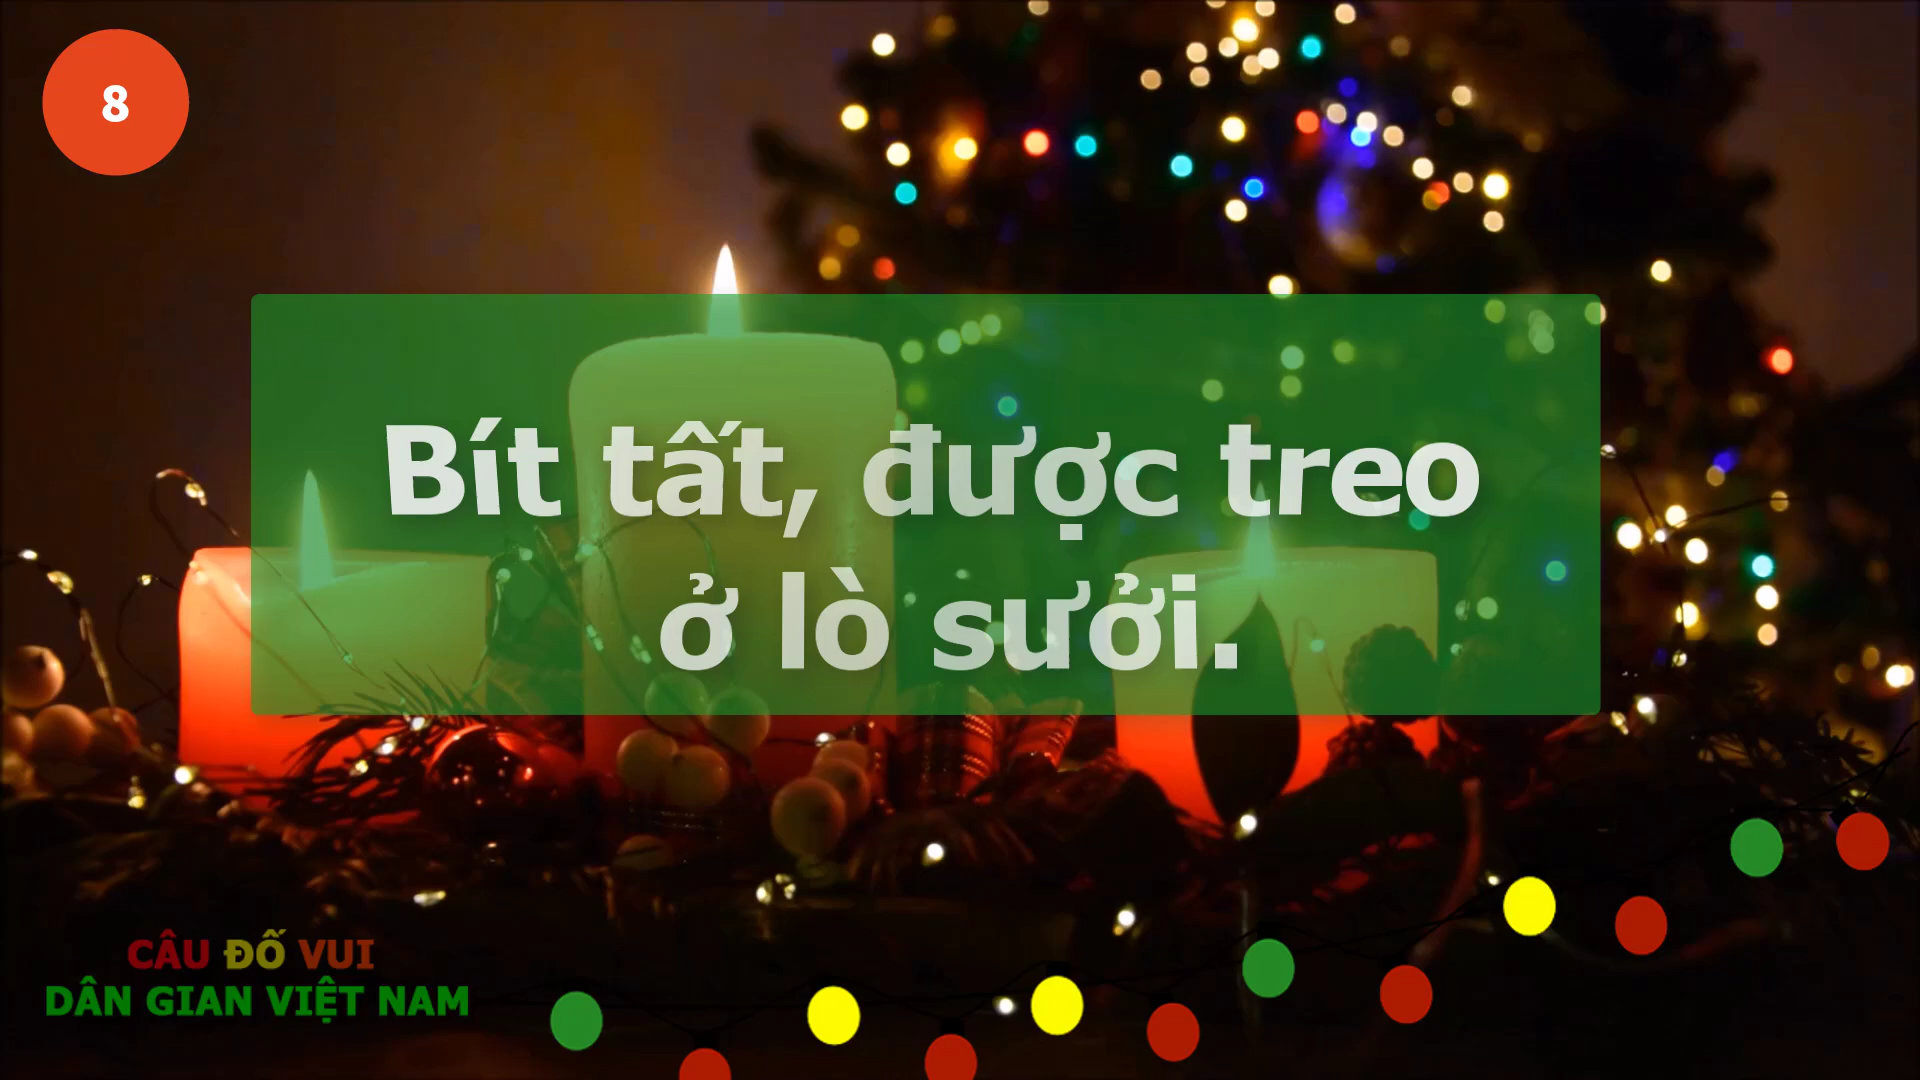 8
Bít tất, được treo
ở lò sưởi.
CÂU ĐỐ VUI
DÂN GIAN VIỆT NAM